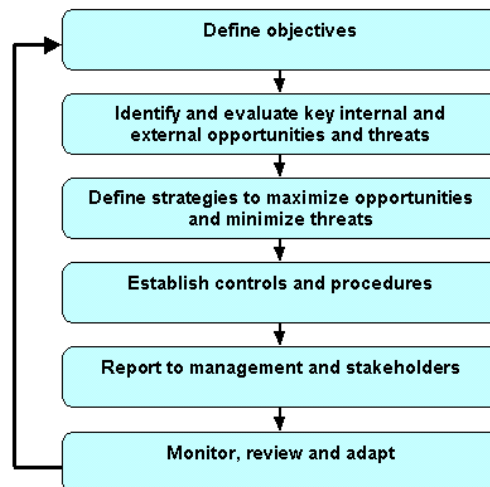 Define objectives
Identify and evaluate key internal and
external opportunities and threats
Define strategies to maximize opportunities
and minimize threats
Establish controls and procedures
Report to management and stakeholders
Monitor, review and adapt